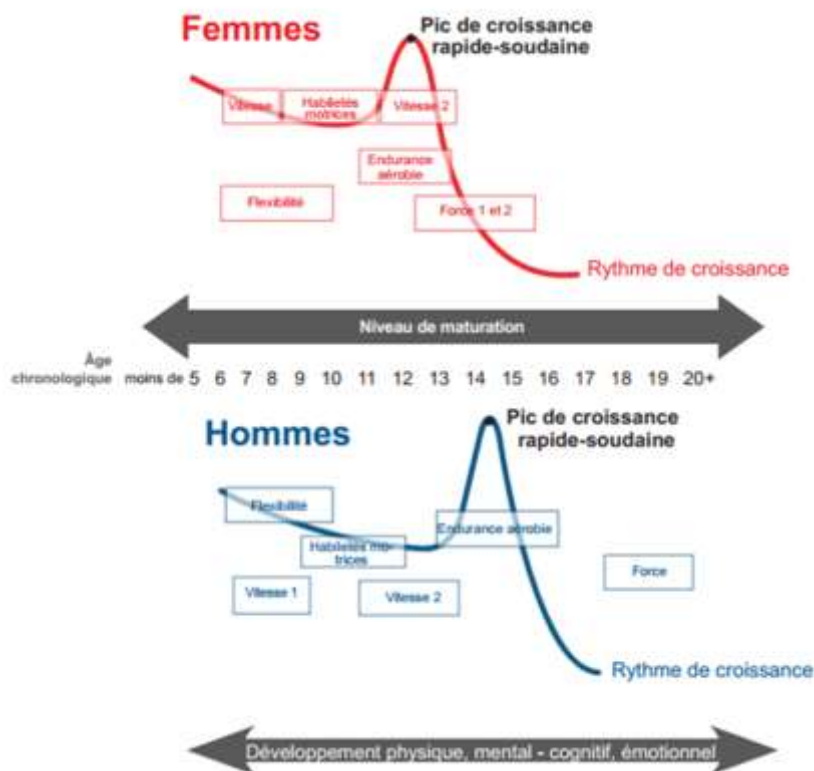 Femmes
Pic de croissance
rapide-soudaine
Vitesse
Habiletés
motrices
Vitesse 2
Endurance
aérobie
Flexibilité
Force 1 et 2
Rythme de croissance
Niveau de maturation
Âge
chronologique
moins de 5 6 7 8 9 10 11 12 13 14 15 16 17 18 19 20+
Hommes
Pic de croissance
rapide-soudaine
Flexibilité
Endurance aérobie
Habiletés mo-
trices
Vitesse 1
Vitesse 2
Force
Rythme de croissance
Développement physique, mental - cognitif, émotionnel